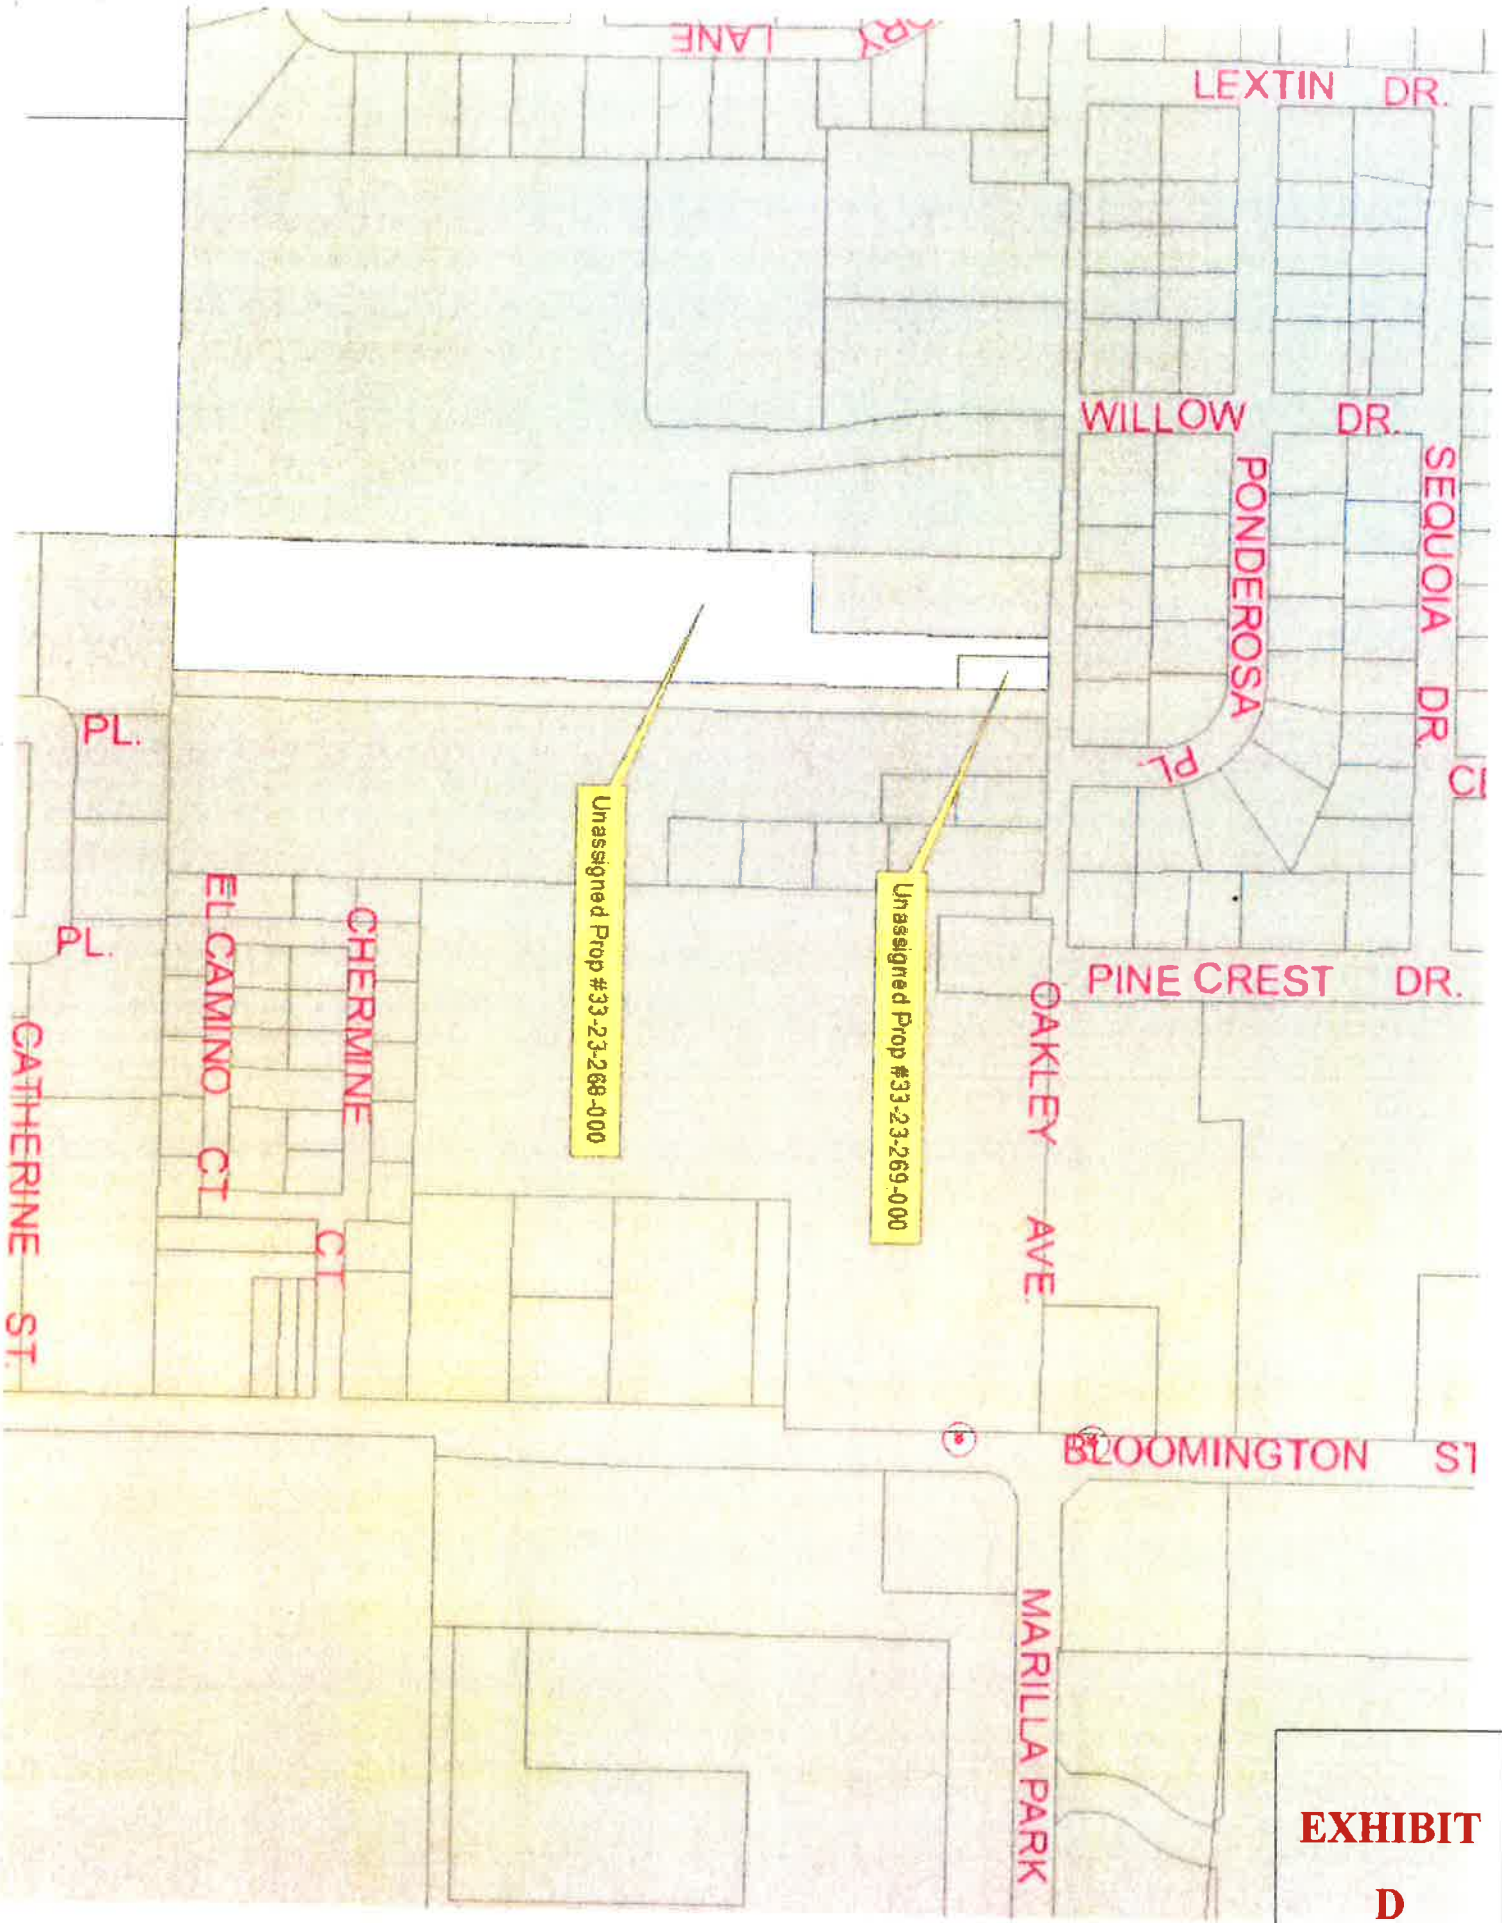 LANE
RY
LEXTIN DR.
WILLOW DR.
SEQUOIA DR.
PONDEROSA
PL.
PL.
PL.
Unassigned Prop #33-23-268-000
Unassigned Prop #33-23-269-000
EL CAMINO CT
CHERMINE
CT
OAKLEY AVE.
PINE CREST DR.
CATHERINE ST.
BLOOMINGTON ST
MARILLA PARK
EXHIBIT
D